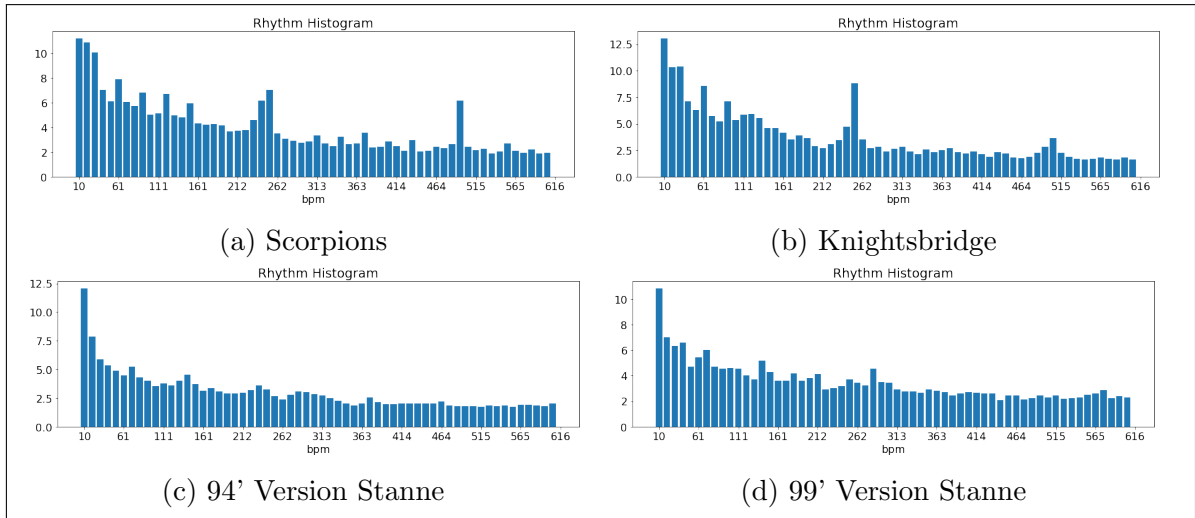 Rhythm Histogram
10
8
6
4
2
0
10 61 111 161 212 262 313 363 414 464 515 565 616
bpm
(a) Scorpions
Rhythm Histogram
12.5
10.0
7.5
5.0
2.5
0.0
10 61 111 161 212 262 313 363 414 464 515 565 616
bpm
(b) Knightsbridge
Rhythm Histogram
12.5
10.0
7.5
5.0
2.5
0.0
10 61 111 161 212 262 313 363 414 464 515 565 616
bpm
(c) 94’ Version Stanne
Rhythm Histogram
10
8
6
4
2
0
10 61 111 161 212 262 313 363 414 464 515 565 616
bpm
(d) 99’ Version Stanne